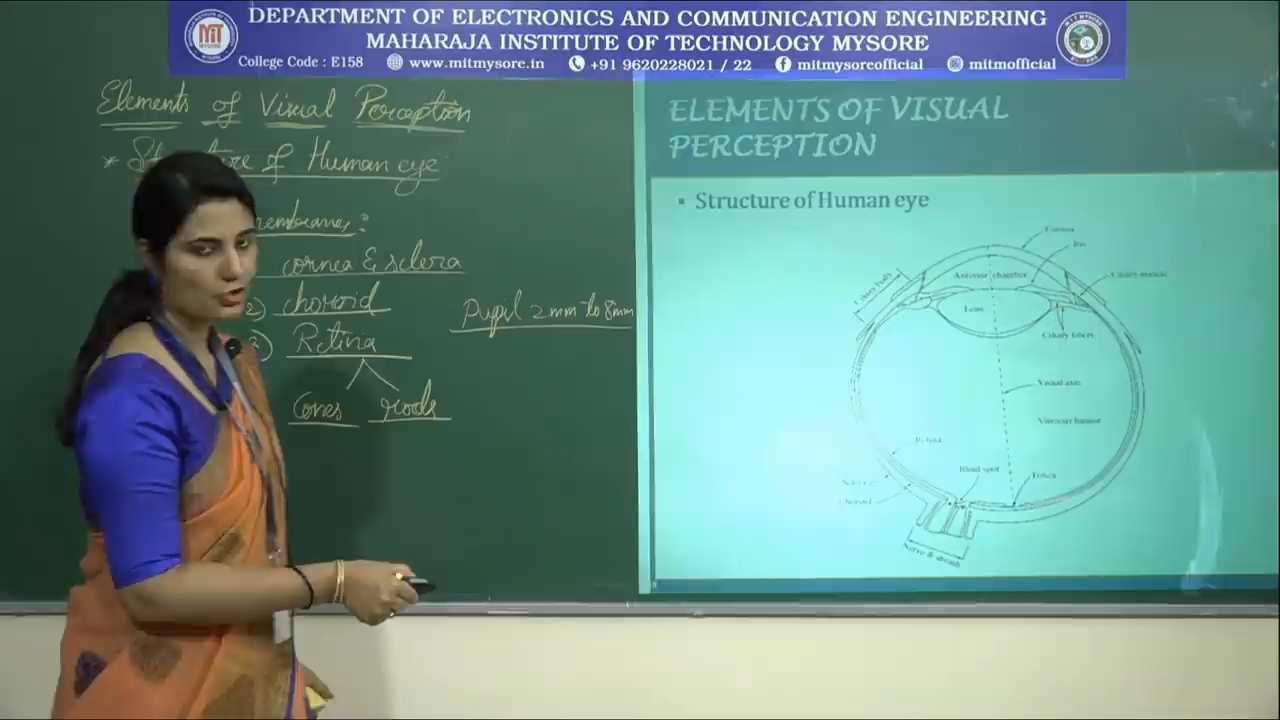 DEPARTMENT OF ELECTRONICS AND COMMUNICATION ENGINEERING
MAHARAJA INSTITUTE OF TECHNOLOGY MYSORE
College Code : E158 www.mitmysore.in +91 9620228021 / 22 mitmysoreofficial mitmofficial
MIT
MYSORE
Elements of Visual Perception
* of Human eye
membranes:
cornea & sclera
2) choroid
3) Retina
Cones rods
Pupil 2mm to 8mm
ELEMENTS OF VISUAL
PERCEPTION
▪ Structure of Human eye
Cornea
Iris
Ciliary muscle
Ciliary body
Anterior chamber
Lens
Ciliary fibers
Visual axis
Vitreous humor
Retina
Blind spot
Fovea
Sclera
Choroid
Nerve & sheath